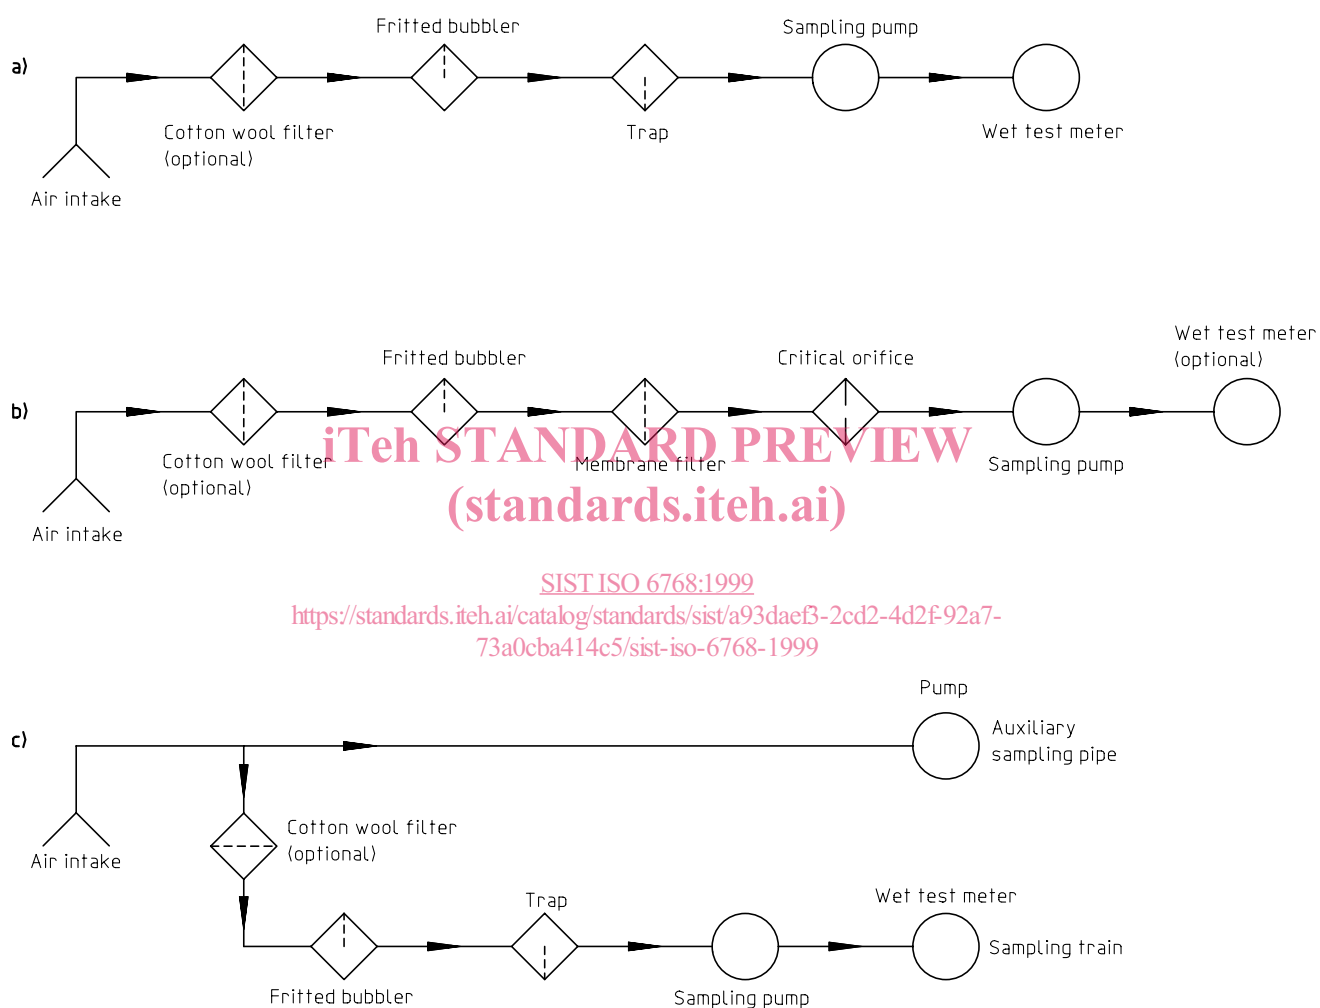 a)
Fritted bubbler
Sampling pump
Cotton wool filter
(optional)
Trap
Wet test meter
Air intake
b)
Fritted bubbler
Critical orifice
Wet test meter
(optional)
Cotton wool filter
(optional)
Membrane filter
Sampling pump
Air intake
iTeh STANDARD PREVIEW
(standards.iteh.ai)
SIST ISO 6768:1999
https://standards.iteh.ai/catalog/standards/sist/a93daef3-2cd2-4d2f-92a7-
73a0cba414c5/sist-iso-6768-1999
c)
Pump
Auxiliary
sampling pipe
Air intake
Cotton wool filter
(optional)
Trap
Wet test meter
Sampling train
Fritted bubbler
Sampling pump